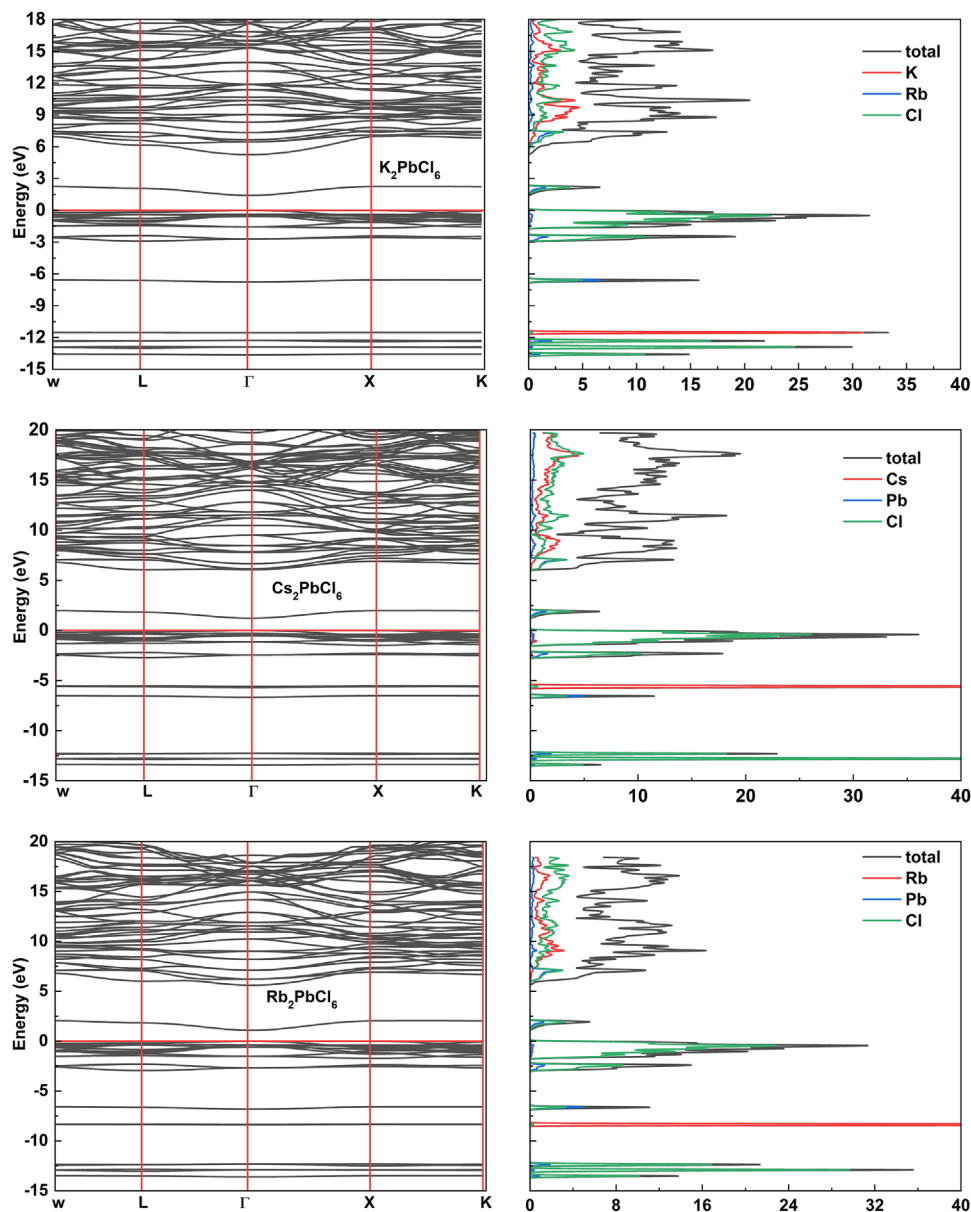 18
15
12
9
6
3
0
-3
-6
-9
-12
-15
Energy (eV)
K₂PbCl₆
w L Γ X K
total
K
Rb
Cl
0 5 10 15 20 25 30 35 40
20
15
10
5
0
-5
-10
-15
Energy (eV)
Cs₂PbCl₆
w L Γ X K
total
Cs
Pb
Cl
0 10 20 30 40
20
15
10
5
0
-5
-10
-15
Energy (eV)
Rb₂PbCl₆
w L Γ X K
total
Rb
Pb
Cl
0 8 16 24 32 40